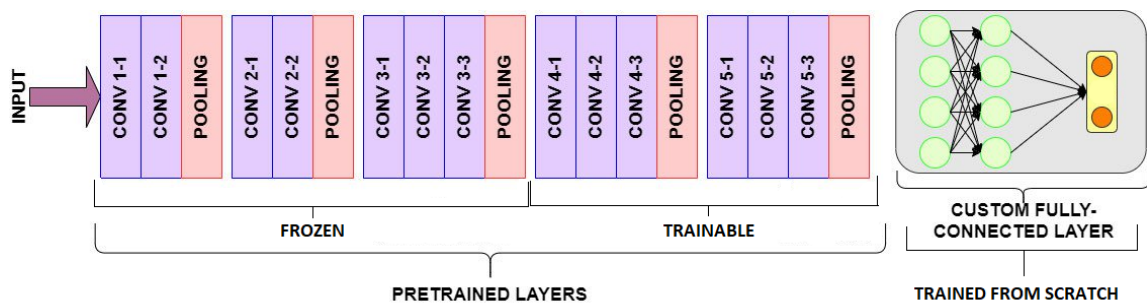 INPUT
CONV 1-1
CONV 1-2
POOLING
CONV 2-1
CONV 2-2
POOLING
CONV 3-1
CONV 3-2
CONV 3-3
POOLING
CONV 4-1
CONV 4-2
CONV 4-3
POOLING
CONV 5-1
CONV 5-2
CONV 5-3
POOLING
FROZEN
TRAINABLE
PRETRAINED LAYERS
CUSTOM FULLY-
CONNECTED LAYER
TRAINED FROM SCRATCH